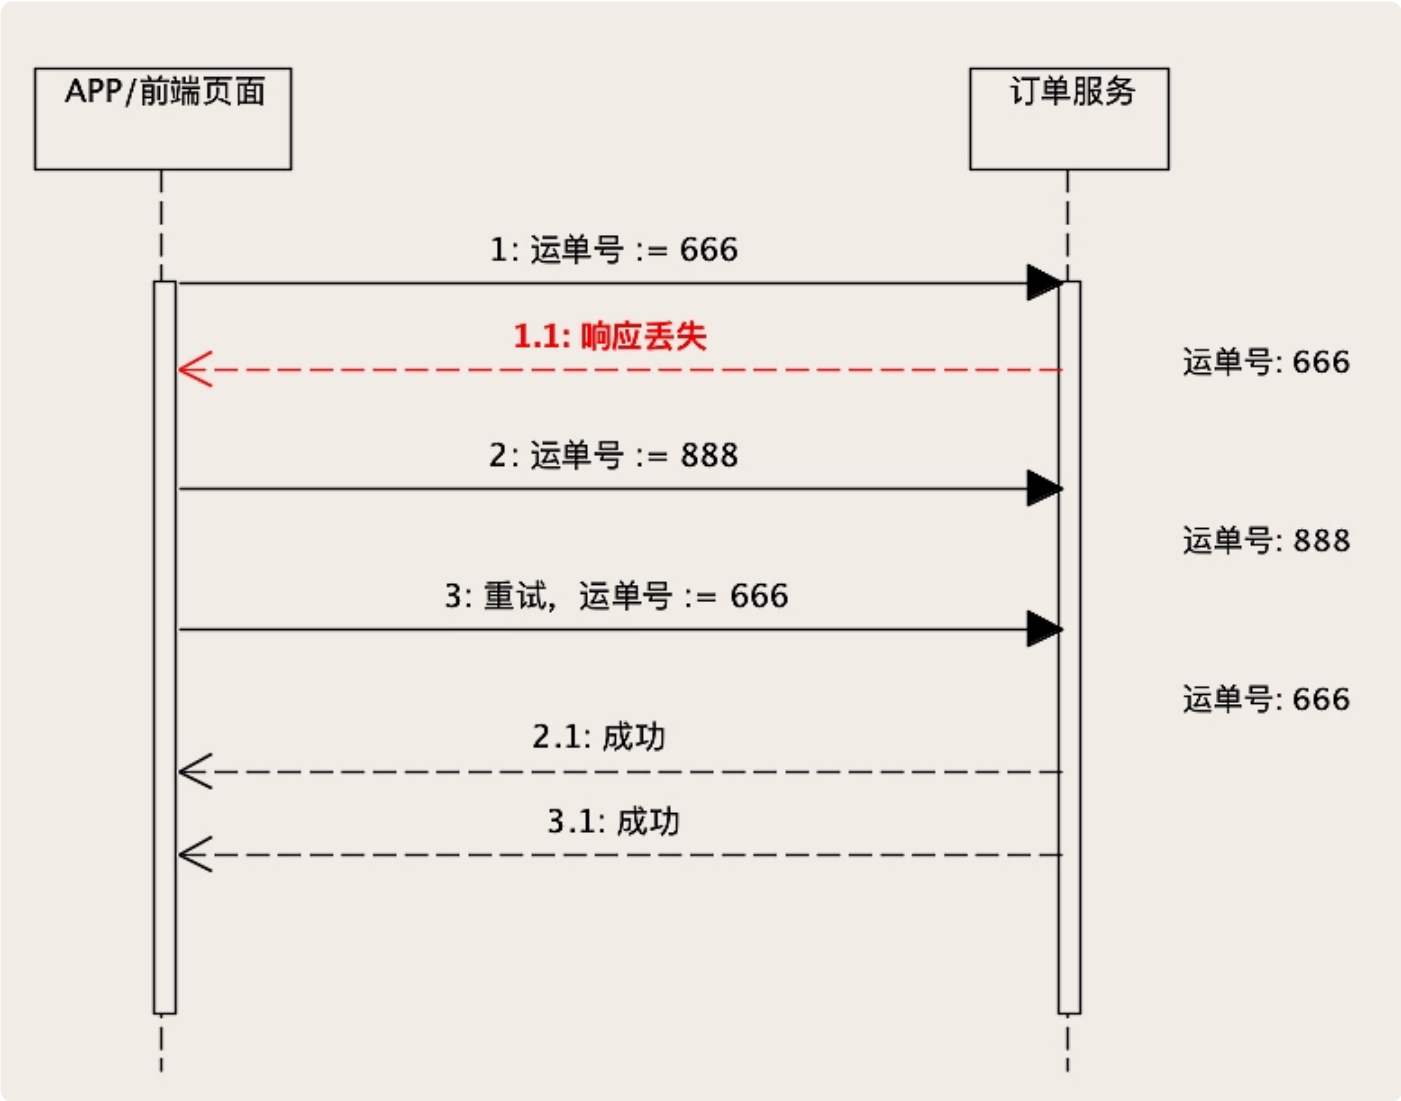 APP/前端页面
订单服务
1: 运单号 := 666
1.1: 响应丢失
运单号: 666
2: 运单号 := 888
运单号: 888
3: 重试，运单号 := 666
运单号: 666
2.1: 成功
3.1: 成功